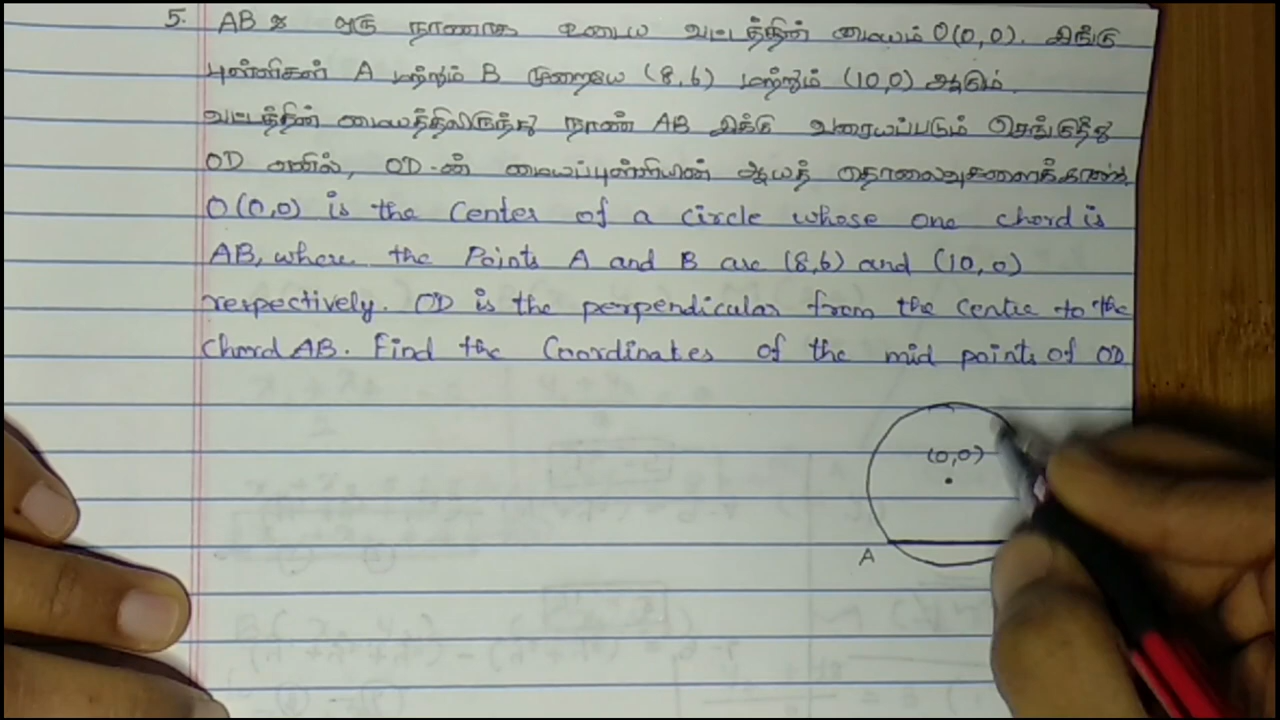 5. AB ஐ ஒரு நாணாக உடைய வட்டத்தின் மையம் O(0,0). இங்கு
புள்ளிகள் A மற்றும் B முறையே (8,6) மற்றும் (10,0) ஆகும்.
வட்டத்தின் மையத்திலிருந்து நாண் AB இக்கு வரையப்படும் செங்குத்து
OD எனில், OD-ன் மையப்புள்ளியின் ஆயத் தொலைவுகளைக்காண்க.
O(0,0) is the Center of a circle whose one chord is
AB, where the Points A and B are (8,6) and (10,0)
respectively. OD is the perpendicular from the centre to the
Chord AB. Find the Coordinates of the mid points of OD
(0,0)
A